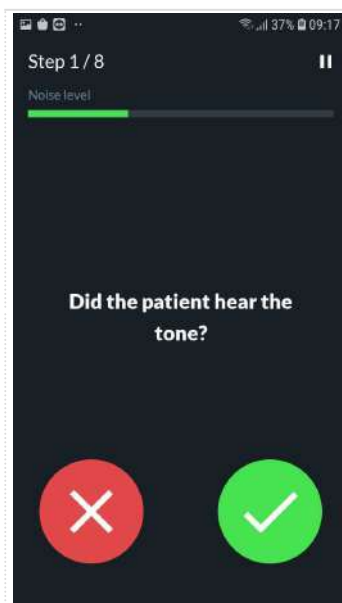 37% 09:17
Step 1 / 8
Noise level
Did the patient hear the
tone?